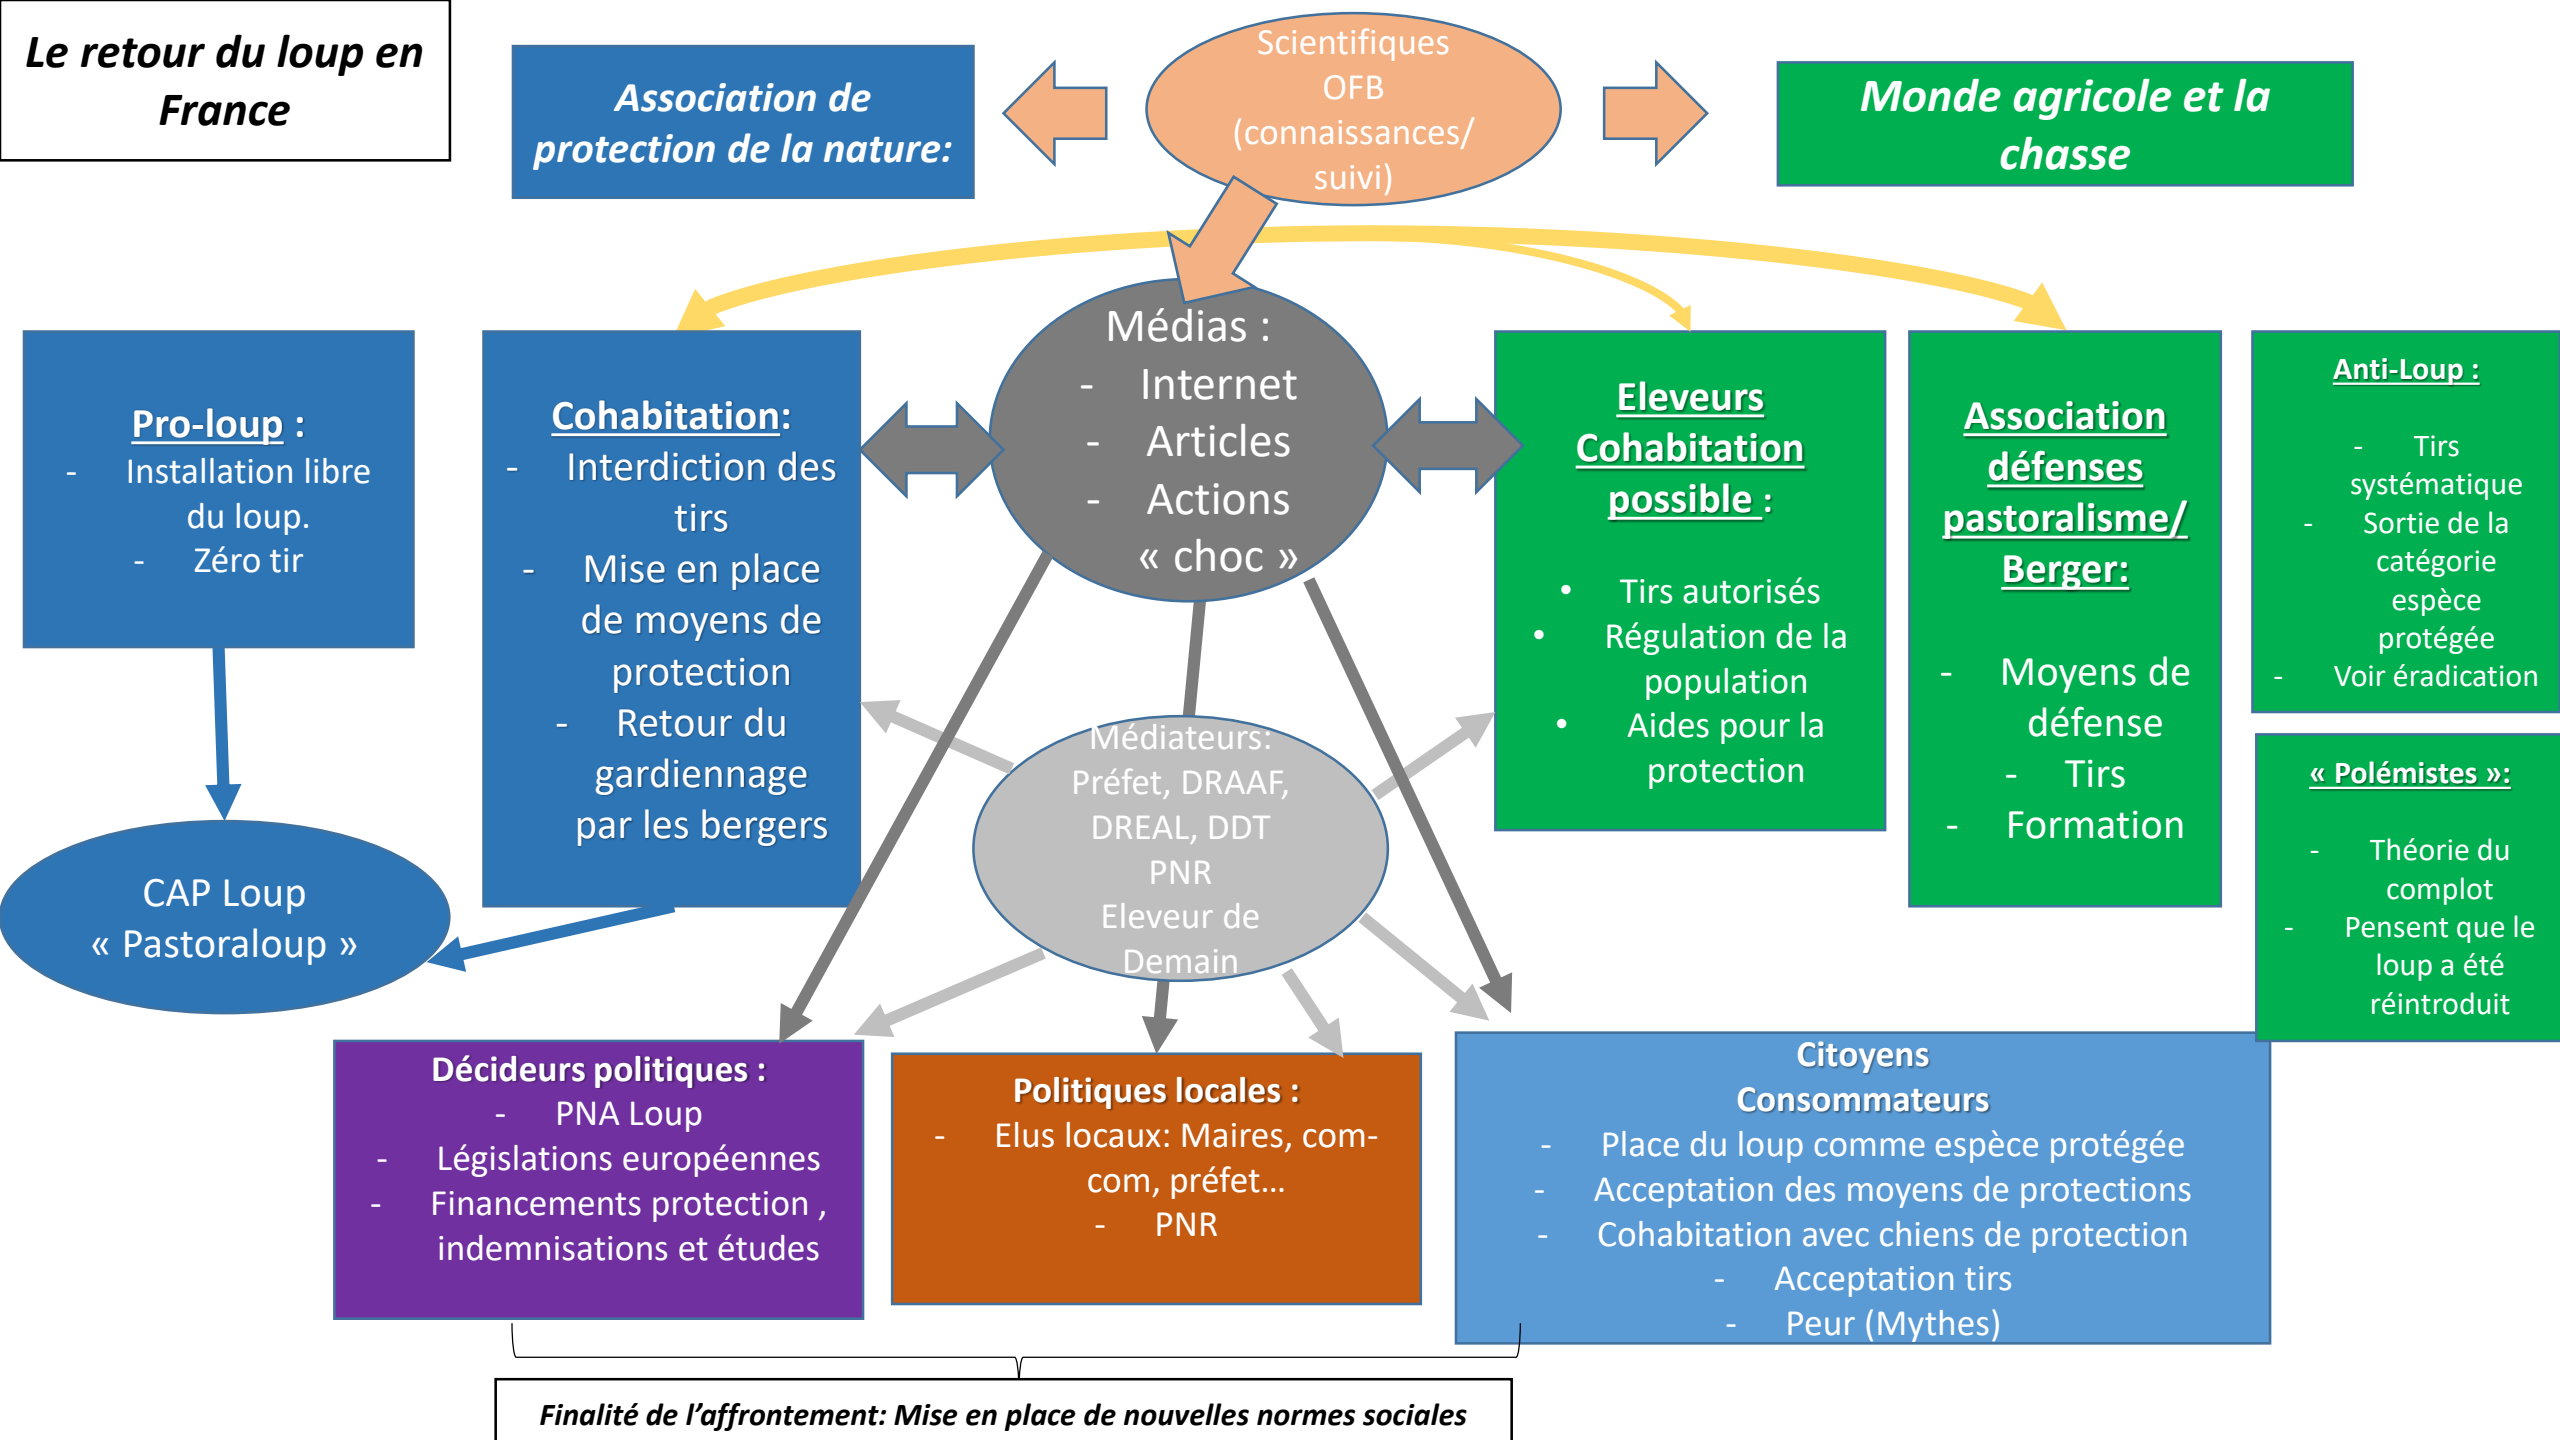 Le retour du loup en
France
Association de
protection de la nature:
Scientifiques
OFB
(connaissances/
suivi)
Monde agricole et la
chasse
Pro-loup :
- Installation libre
du loup.
- Zéro tir
Cohabitation:
- Interdiction des
tirs
- Mise en place
de moyens de
protection
- Retour du
gardiennage
par les bergers
Médias :
- Internet
- Articles
- Actions
« choc »
Eleveurs
Cohabitation
possible :
• Tirs autorisés
• Régulation de la
population
• Aides pour la
protection
Association
défenses
pastoralisme/
Berger:
- Moyens de
défense
- Tirs
- Formation
Anti-Loup :
- Tirs
systématique
- Sortie de la
catégorie
espèce
protégée
- Voir éradication
« Polémistes »:
- Théorie du
complot
- Pensent que le
loup a été
réintroduit
CAP Loup
« Pastoraloup »
Médiateurs:
Préfet, DRAAF,
DREAL, DDT
PNR
Eleveur de
Demain
Décideurs politiques :
- PNA Loup
- Législations européennes
- Financements protection ,
indemnisations et études
Politiques locales :
- Elus locaux: Maires, com-
com, préfet…
- PNR
Citoyens
Consommateurs
- Place du loup comme espèce protégée
- Acceptation des moyens de protections
- Cohabitation avec chiens de protection
- Acceptation tirs
- Peur (Mythes)
Finalité de l’affrontement: Mise en place de nouvelles normes sociales